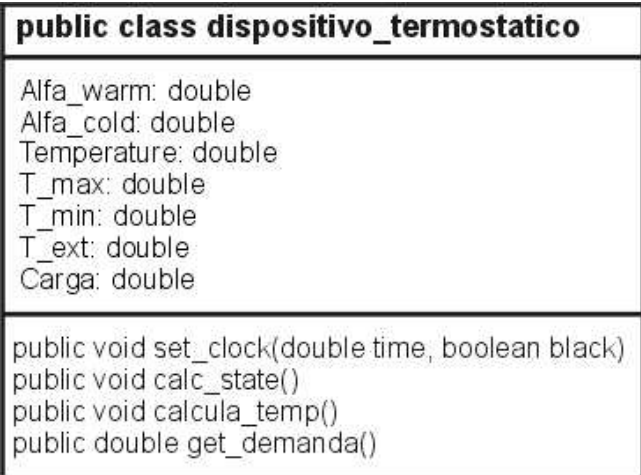 public class dispositivo_termostatico
Alfa_warm: double
Alfa_cold: double
Temperature: double
T_max: double
T_min: double
T_ext: double
Carga: double
public void set_clock(double time, boolean black)
public void calc_state()
public void calcula_temp()
public double get_demanda()